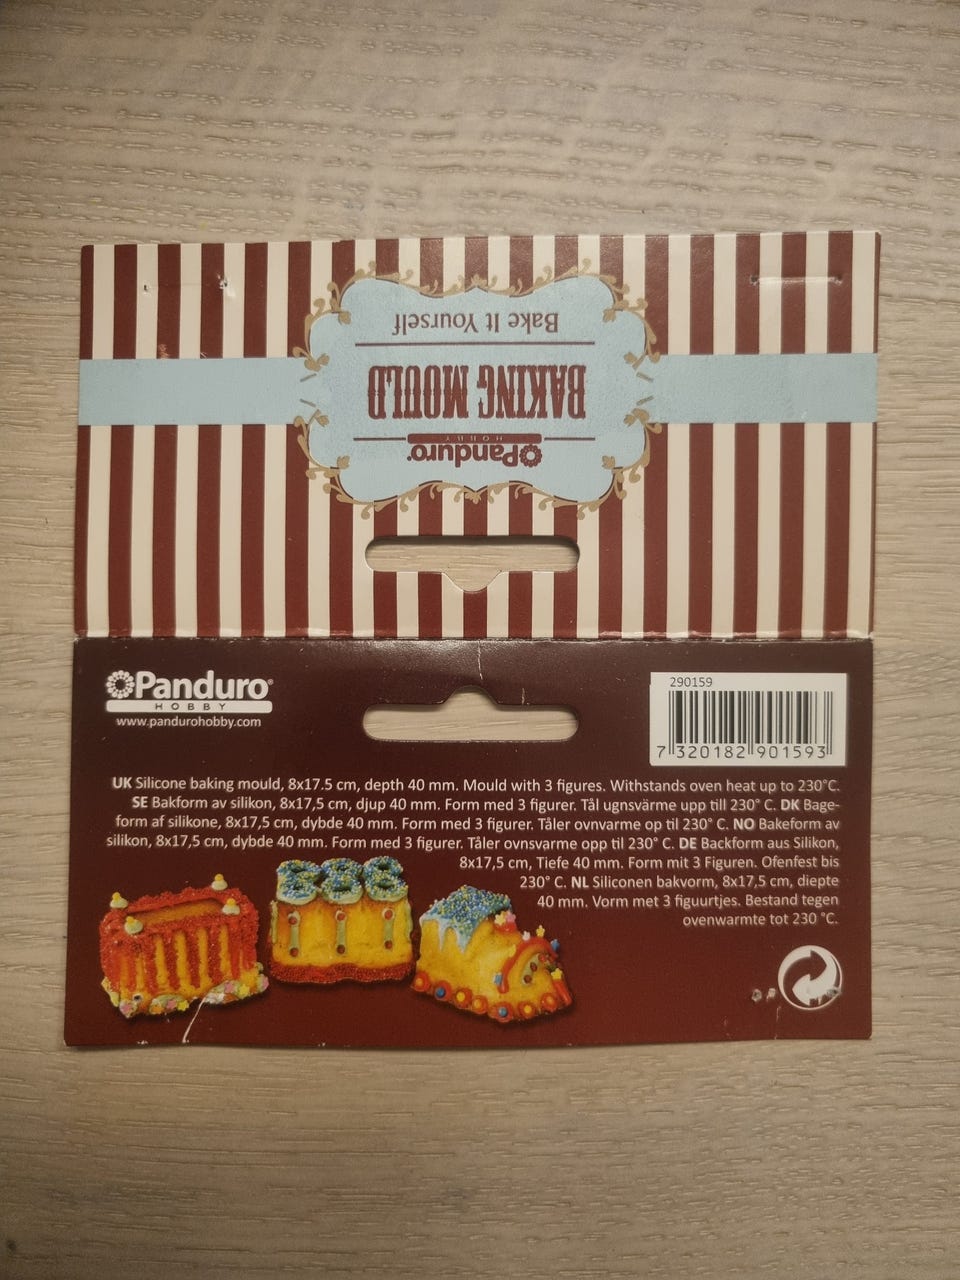 Bake It Yourself
BAKING MOULD
Panduro®
HOBBY
Panduro®
HOBBY
www.pandurohobby.com
290159
7 320182 901593
UK Silicone baking mould, 8x17.5 cm, depth 40 mm. Mould with 3 figures. Withstands oven heat up to 230°C.
SE Bakform av silikon, 8x17,5 cm, djup 40 mm. Form med 3 figurer. Tål ugnsvärme upp till 230° C. DK Bage-
form af silikone, 8x17,5 cm, dybde 40 mm. Form med 3 figurer. Tåler ovnvarme op til 230° C. NO Bakeform av
silikon, 8x17,5 cm, dybde 40 mm. Form med 3 figurer. Tåler ovnsvarme opp til 230° C. DE Backform aus Silikon,
8x17,5 cm, Tiefe 40 mm. Form mit 3 Figuren. Ofenfest bis
230° C. NL Siliconen bakvorm, 8x17,5 cm, diepte
40 mm. Vorm met 3 figuurtjes. Bestand tegen
ovenwarmte tot 230 °C.